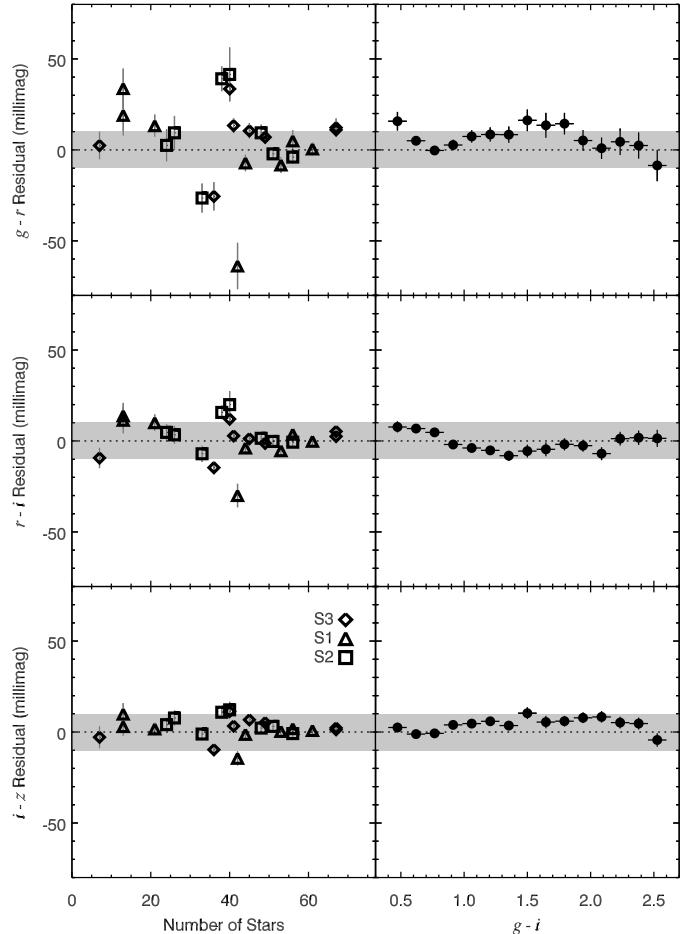 50
0
-50
g - r Residual (millimag)
50
0
-50
r - i Residual (millimag)
S3
S1
S2
50
0
-50
i - z Residual (millimag)
0 20 40 60
0.5 1.0 1.5 2.0 2.5
Number of Stars
g - i